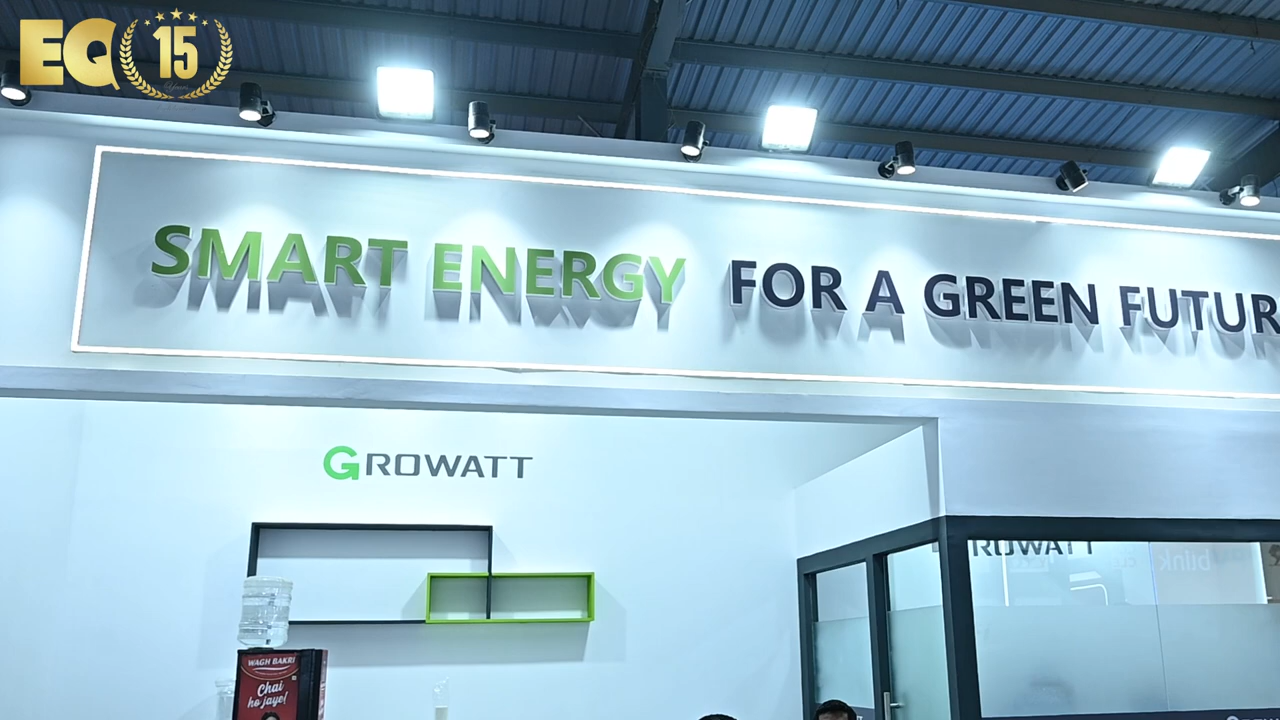 EQ 15
SMART ENERGY FOR A GREEN FUTUR
GROWATT
ROWATT
WAGH BAKRI
Chai
ho jaye!